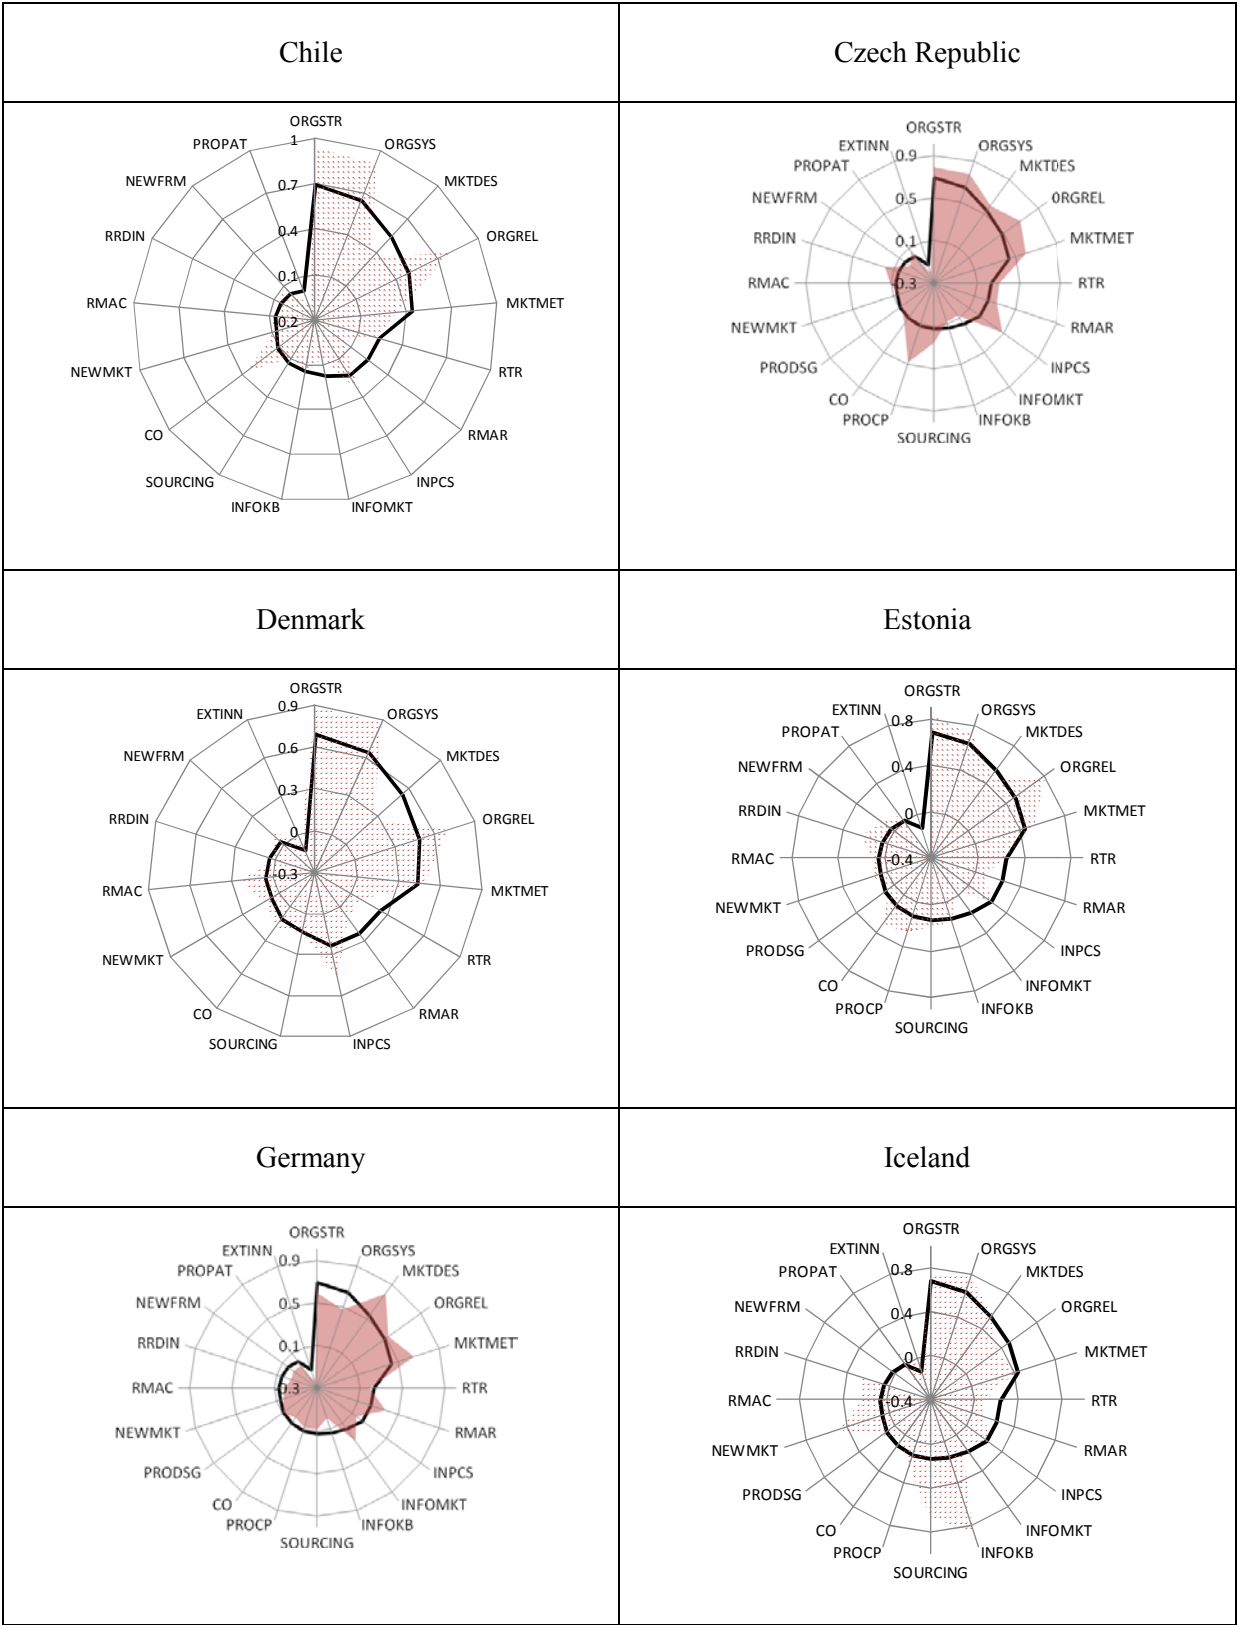 Chile
Czech Republic
ORGSTR
1
ORGSYS
PROPAT
MKTDES
NEWFRM
0.7
ORGREL
RRDIN
0.4
0.1
MKTMET
RMAC
-0.2
RTR
NEWMKT
RMAR
CO
INPCS
SOURCING
INFOMKT
INFOKB
ORGSTR
EXTINN
0.9
ORGSYS
PROPAT
MKTDES
NEWFRM
0.5
ORGREL
RRDIN
0.1
MKTMET
RMAC
-0.3
RTR
NEWMKT
RMAR
PRODSG
INPCS
CO
INFOMKT
PROCP
INFOKB
SOURCING
Denmark
Estonia
ORGSTR
0.9
EXTINN
ORGSYS
NEWFRM
0.6
MKTDES
RRDIN
0.3
ORGREL
0
RMAC
-0.3
MKTMET
NEWMKT
RTR
CO
RMAR
SOURCING
INPCS
ORGSTR
EXTINN
0.8
ORGSYS
PROPAT
MKTDES
NEWFRM
0.4
ORGREL
RRDIN
0
MKTMET
RMAC
-0.4
RTR
NEWMKT
RMAR
PRODSG
INPCS
CO
INFOMKT
PROCP
INFOKB
SOURCING
Germany
Iceland
ORGSTR
EXTINN
0.9
ORGSYS
PROPAT
MKTDES
NEWFRM
0.5
ORGREL
RRDIN
0.1
MKTMET
RMAC
-0.3
RTR
NEWMKT
RMAR
PRODSG
INPCS
CO
INFOMKT
PROCP
INFOKB
SOURCING
ORGSTR
EXTINN
0.8
ORGSYS
PROPAT
MKTDES
NEWFRM
0.4
ORGREL
RRDIN
0
MKTMET
RMAC
-0.4
RTR
NEWMKT
RMAR
PRODSG
INPCS
CO
INFOMKT
PROCP
INFOKB
SOURCING